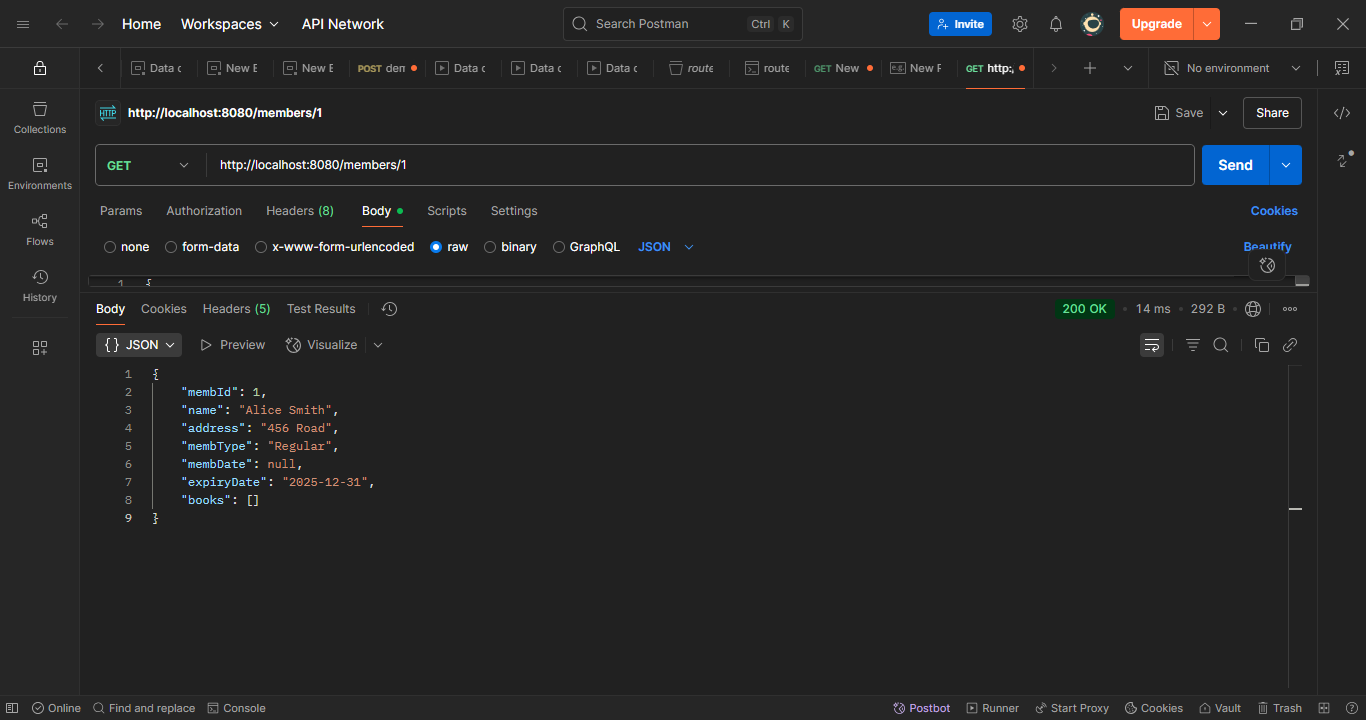 Home Workspaces API Network Search Postman Ctrl K Invite Upgrade
Data c New E New E POST den Data c Data c Data c route route GET New New F GET http:, No environment
http://localhost:8080/members/1 Save Share
GET http://localhost:8080/members/1 Send
Params Authorization Headers (8) Body Scripts Settings Cookies
none form-data x-www-form-urlencoded raw binary GraphQL JSON Beautify
1 {
Body Cookies Headers (5) Test Results 200 OK 14 ms 292 B
{ } JSON Preview Visualize
1 {
2 "membId": 1,
3 "name": "Alice Smith",
4 "address": "456 Road",
5 "membType": "Regular",
6 "membDate": null,
7 "expiryDate": "2025-12-31",
8 "books": []
9 }
Collections
Environments
Flows
History
Online Find and replace Console Postbot Runner Start Proxy Cookies Vault Trash